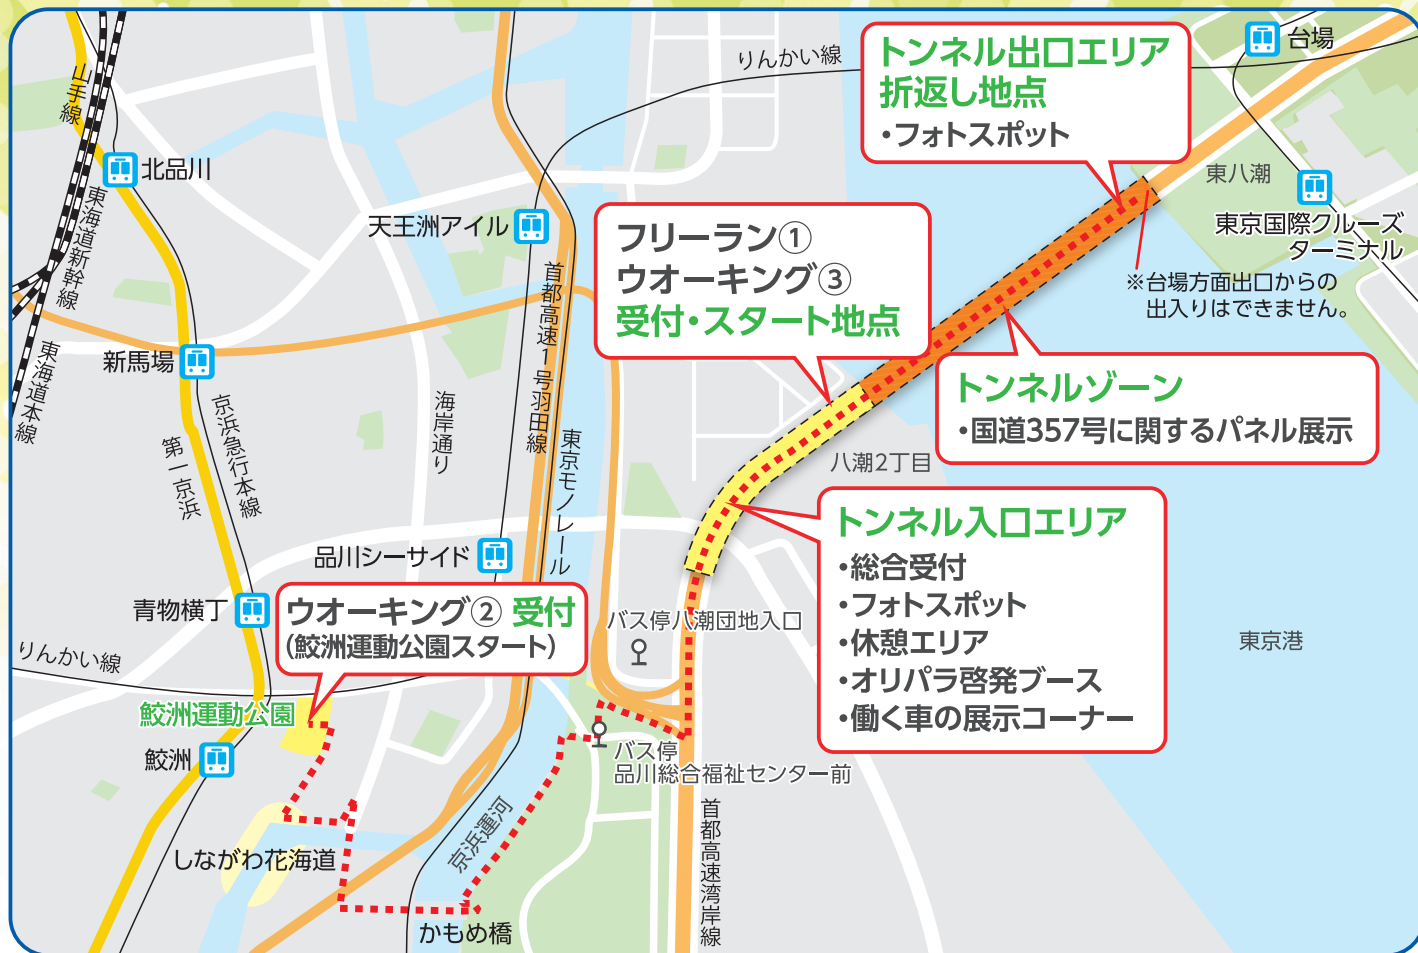 山手線
北品川
東海道新幹線
東海道本線
天王洲アイル
りんかい線
トンネル出口エリア
折返し地点
・フォトスポット
台場
東八潮
東京国際クルーズ
ターミナル
※台場方面出口からの
出入りはできません。
フリーラン①
ウオーキング③
受付・スタート地点
トンネルゾーン
・国道357号に関するパネル展示
首都高速1号羽田線
新馬場
京浜急行本線
第一京浜
海岸通り
東京モノレール
八潮2丁目
トンネル入口エリア
・総合受付
・フォトスポット
・休憩エリア
・オリパラ啓発ブース
・働く車の展示コーナー
品川シーサイド
青物横丁
ウオーキング② 受付
(鮫洲運動公園スタート)
バス停八潮団地入口
東京港
りんかい線
鮫洲運動公園
鮫洲
バス停
品川総合福祉センター前
しながわ花海道
京浜運河
かもめ橋
首都高速湾岸線